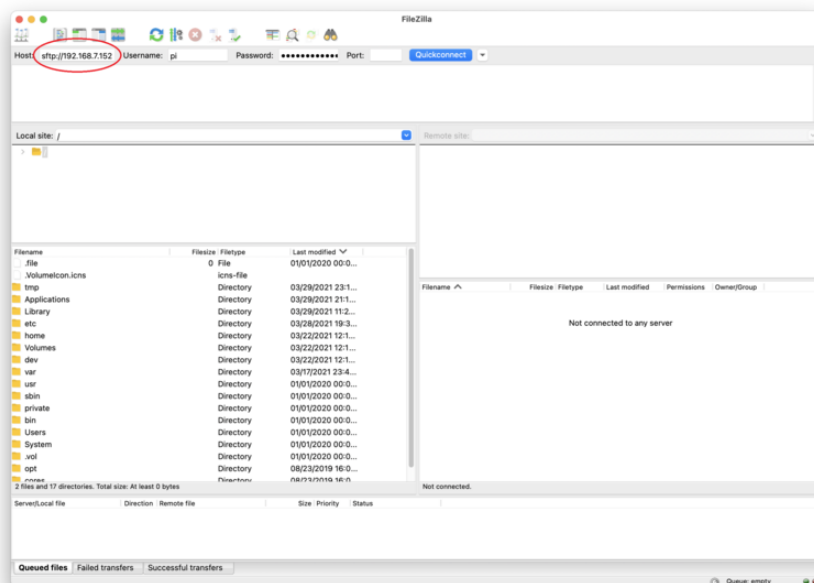 FileZilla
Host: sftp://192.168.7.152 Username: pi Password: •••••••••••• Port: Quickconnect
Local site: /
Remote site:
/
Filename Filesize Filetype Last modified
.file 0 File 01/01/2020 00:0...
.VolumeIcon.icns icns-file
tmp Directory 03/29/2021 23:1...
Applications Directory 03/29/2021 21:1...
Library Directory 03/29/2021 11:2...
etc Directory 03/28/2021 19:3...
home Directory 03/22/2021 12:1...
Volumes Directory 03/22/2021 12:1...
dev Directory 03/22/2021 12:1...
var Directory 03/17/2021 23:4...
usr Directory 01/01/2020 00:0...
sbin Directory 01/01/2020 00:0...
private Directory 01/01/2020 00:0...
bin Directory 01/01/2020 00:0...
Users Directory 01/01/2020 00:0...
System Directory 01/01/2020 00:0...
.vol Directory 01/01/2020 00:0...
opt Directory 08/23/2019 16:0...
cores Directory 08/23/2019 16:0...
2 files and 17 directories. Total size: At least 0 bytes
Filename Filesize Filetype Last modified Permissions Owner/Group
Not connected to any server
Not connected.
Server/Local file Direction Remote file Size Priority Status
Queued files Failed transfers Successful transfers
Queue: empty